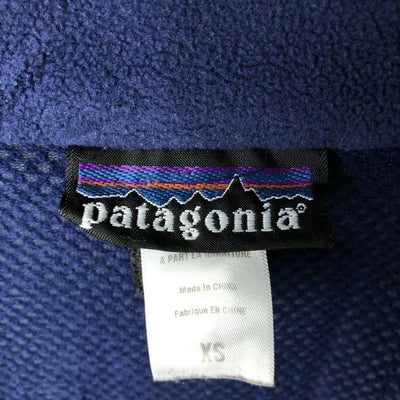 patagonia®
A PART LA GARNITURE
Made in CHINA
Fabriqué EN CHINE
XS